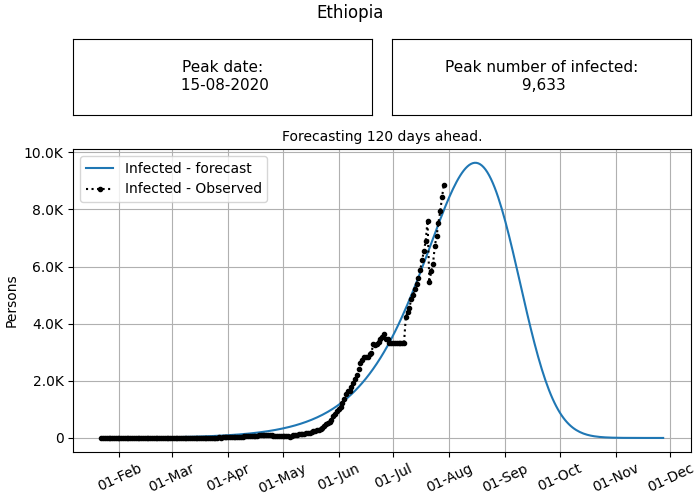 Ethiopia
Peak date:
15-08-2020
Peak number of infected:
9,633
Forecasting 120 days ahead.
Infected - forecast
Infected - Observed
Persons
10.0K
8.0K
6.0K
4.0K
2.0K
0
01-Feb
01-Mar
01-Apr
01-May
01-Jun
01-Jul
01-Aug
01-Sep
01-Oct
01-Nov
01-Dec